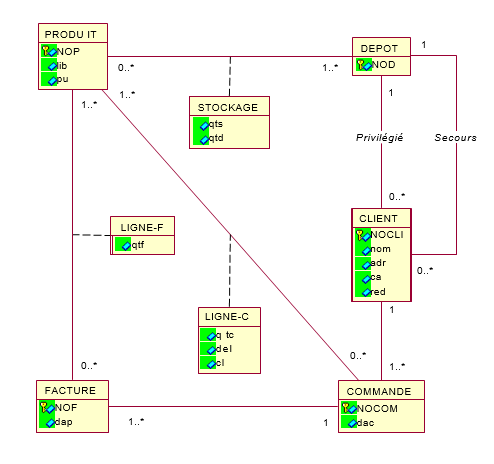 PRODU IT
NOP
lib
pu
0..*
1..*
DEPOT
NOD
1
1..*
1..*
STOCKAGE
qts
qtd
1
Privilégié
Secours
0..*
CLIENT
NOCLI
nom
adr
ca
red
0..*
LIGNE-F
qtf
LIGNE-C
q tc
del
cl
1
0..*
0..*
1..*
FACTURE
NOF
dap
1..*
1
COMMANDE
NOCOM
dac